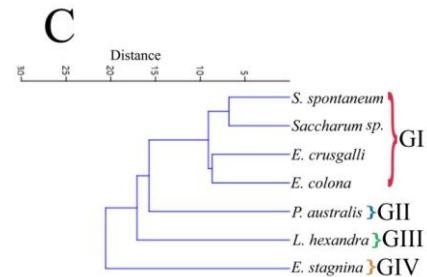 C
Distance
30 25 20 15 10 5
S. spontaneum
Saccharum sp.
E. crusgalli
E. colona
GI
P. australis GII
L. hexandra GIII
E. stagnina GIV